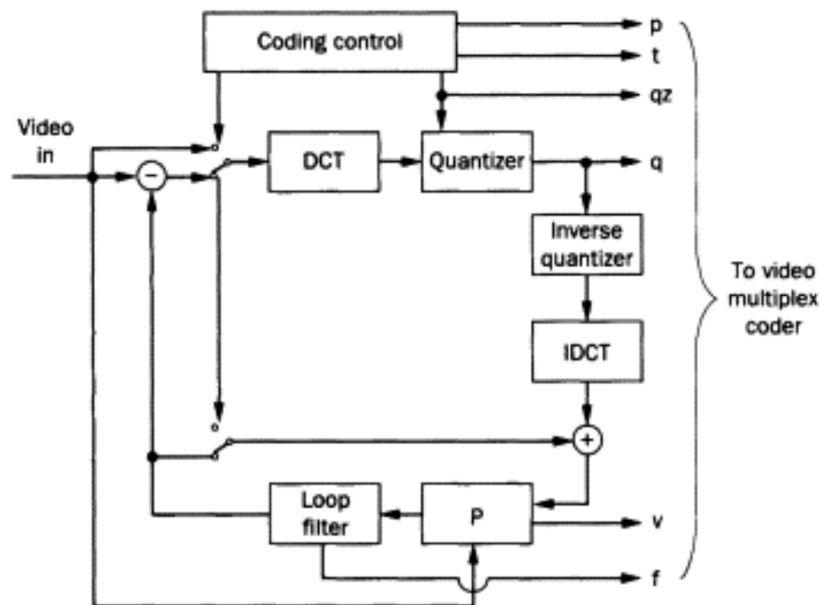 Coding control
p
t
qz
Video
in
−
DCT
Quantizer
q
Inverse
quantizer
To video
multiplex
coder
IDCT
+
Loop
filter
P
v
f